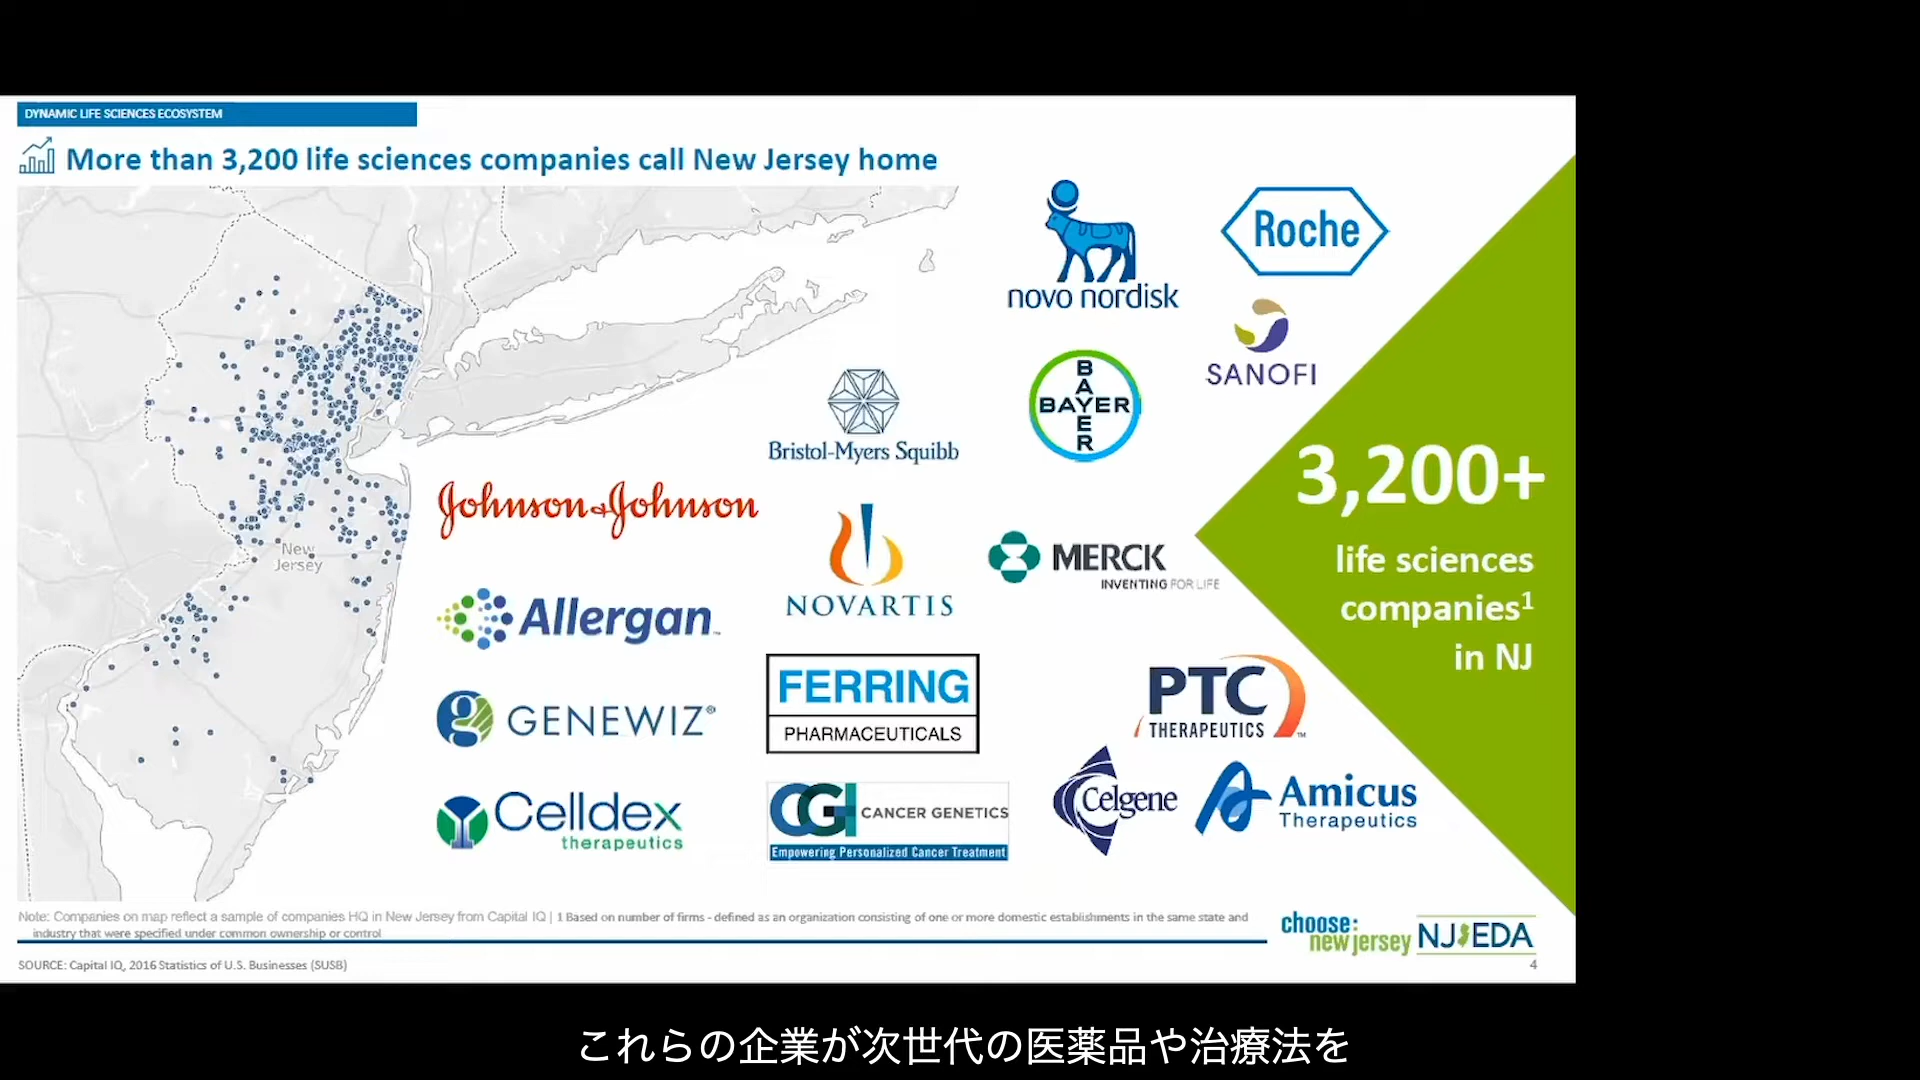 DYNAMIC LIFE SCIENCES ECOSYSTEM
More than 3,200 life sciences companies call New Jersey home
New
Jersey
novo nordisk
Roche
SANOFI
Bristol-Myers Squibb
BAYER
BAYER
Johnson & Johnson
NOVARTIS
MERCK
INVENTING FOR LIFE
Allergan™
GENEWIZ®
FERRING
PHARMACEUTICALS
PTC
THERAPEUTICS™
Celldex
therapeutics
CGI CANCER GENETICS
Empowering Personalized Cancer Treatment
Celgene
Amicus
Therapeutics
3,200+
life sciences
companies¹
in NJ
Note: Companies on map reflect a sample of companies HQ in New Jersey from Capital IQ | 1 Based on number of firms - defined as an organization consisting of one or more domestic establishments in the same state and
industry that were specified under common ownership or control
SOURCE: Capital IQ, 2016 Statistics of U.S. Businesses (SUSB)
choose:
new jersey
NJEDA
4
これらの企業が次世代の医薬品や治療法を